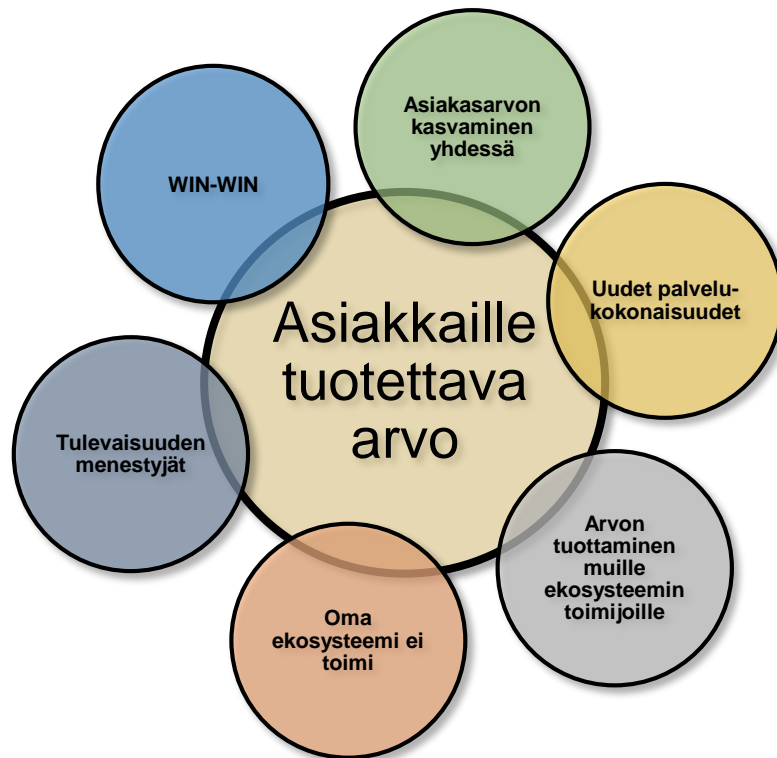 Asiakasarvon
kasvaminen
yhdessä
WIN-WIN
Uudet palvelu-
kokonaisuudet
Asiakkaille
tuotettava
arvo
Tulevaisuuden
menestyjät
Arvon
tuottaminen
muille
ekosysteemin
toimijoille
Oma
ekosysteemi ei
toimi